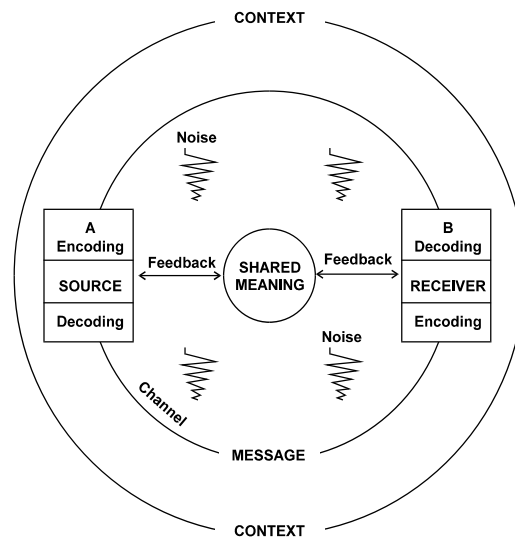 CONTEXT
Noise
A
Encoding
SOURCE
Decoding
Feedback
SHARED
MEANING
Feedback
B
Decoding
RECEIVER
Encoding
Noise
Channel
MESSAGE
CONTEXT